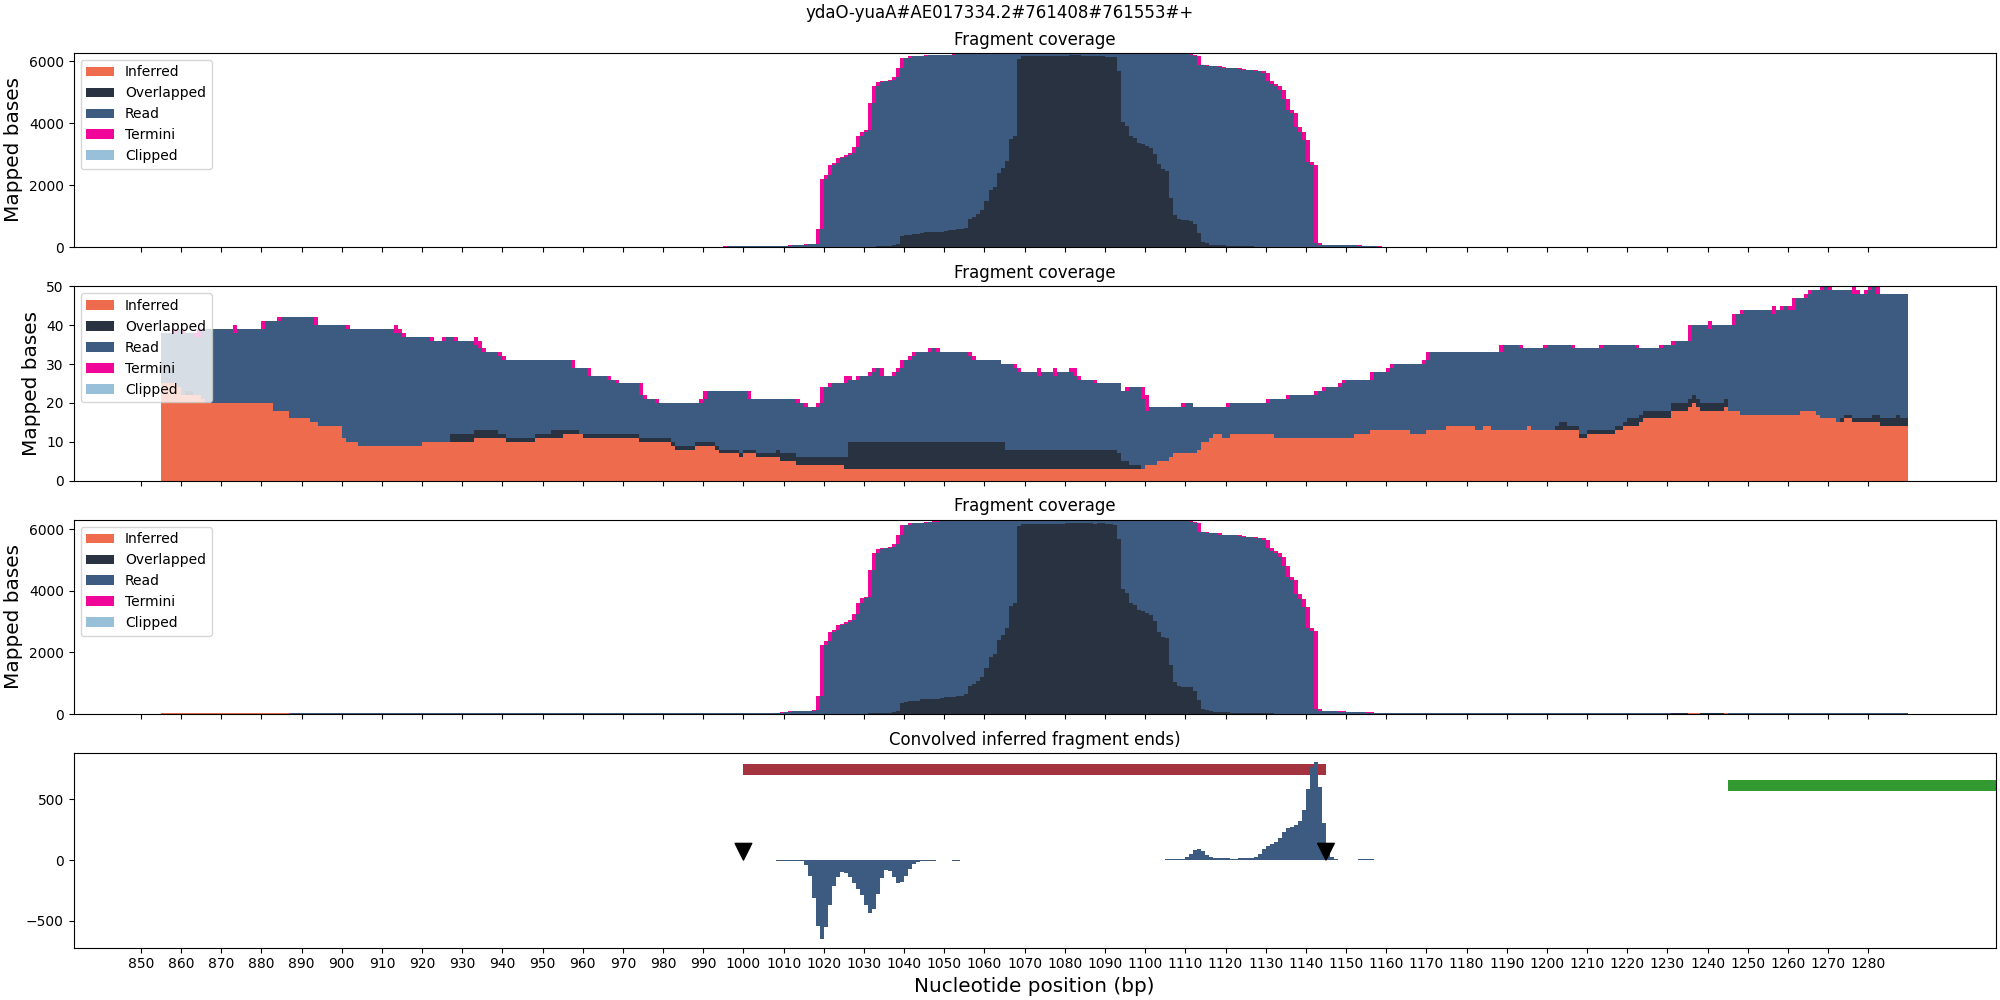 ydaO-yuaA#AE017334.2#761408#761553#+
Fragment coverage
Mapped bases
6000
4000
2000
0
Inferred
Overlapped
Read
Termini
Clipped
Fragment coverage
Mapped bases
50
40
30
20
10
0
Inferred
Overlapped
Read
Termini
Clipped
Fragment coverage
Mapped bases
6000
4000
2000
0
Inferred
Overlapped
Read
Termini
Clipped
Convolved inferred fragment ends)
500
0
−500
850 860 870 880 890 900 910 920 930 940 950 960 970 980 990 1000 1010 1020 1030 1040 1050 1060 1070 1080 1090 1100 1110 1120 1130 1140 1150 1160 1170 1180 1190 1200 1210 1220 1230 1240 1250 1260 1270 1280
Nucleotide position (bp)